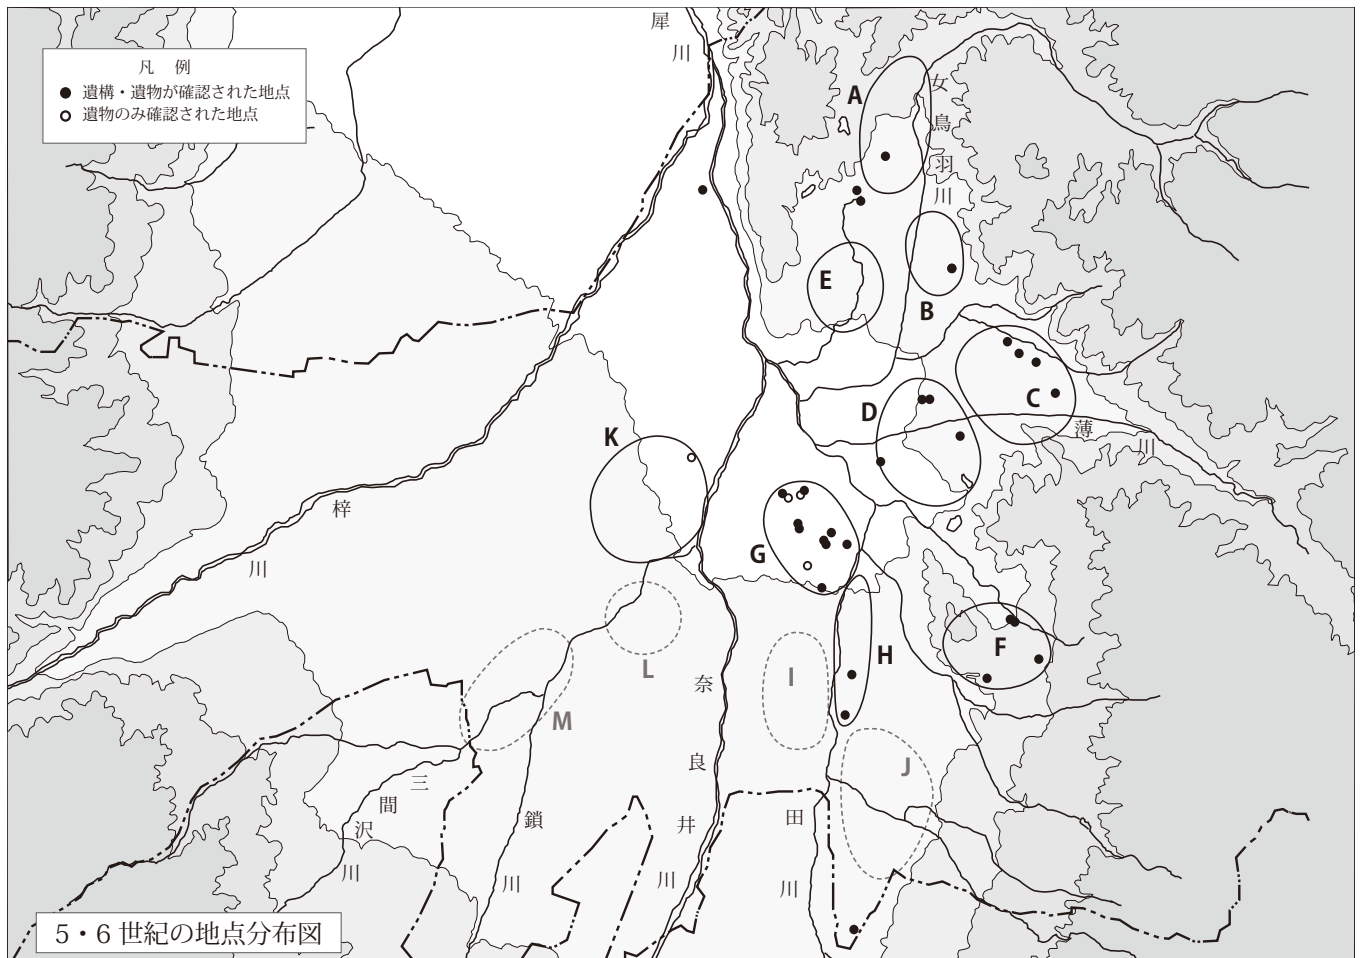 犀川
凡 例
● 遺構・遺物が確認された地点
○ 遺物のみ確認された地点
A
女鳥羽川
E
B
C
D
薄川
K
梓川
G
F
H
L
I
M
奈良井川
J
三間沢川
鎖川
田川
5・6 世紀の地点分布図